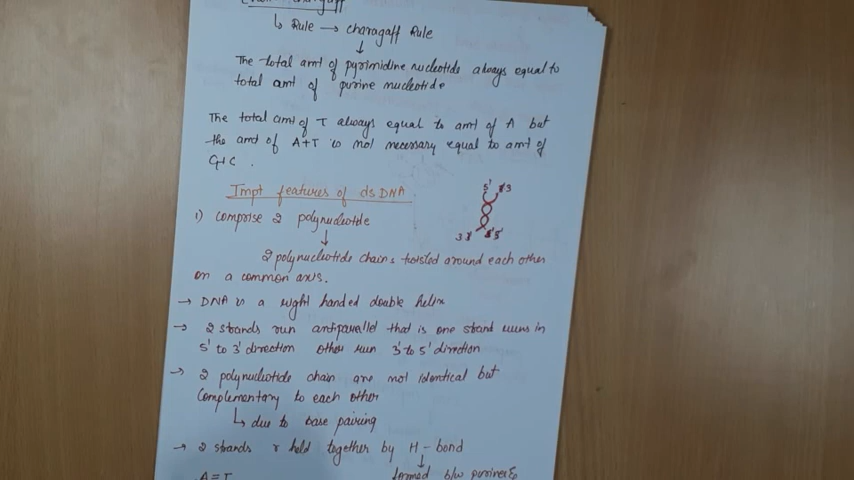 ↳ Rule → charagaff Rule
↓
The total amt of pyrimidine nucleotide always equal to
total amt of purine nucleotide
The total amt of T always equal to amt of A but
the amt of A+T is not necessary equal to amt of
G+C .
Impt features of ds DNA
5' 3
3 5'
1) comprise 2 polynucleotide
↓
2 polynucleotide chains twisted around each other
on a common axis.
→ DNA is a right handed double helix
→ 2 strands run antiparallel that is one strand runs in
5' to 3' direction other run 3' to 5' direction
→ 2 polynucleotide chain are not identical but
complementary to each other
↳ due to base pairing
→ 2 strands r held together by H - bond
↓
A = T formed b/w purines &